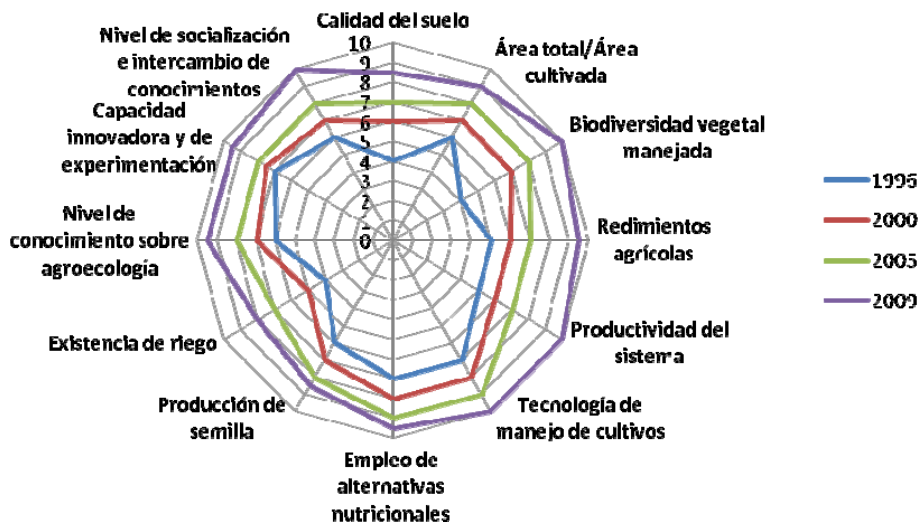 Calidad del suelo
Nivel de socialización
e intercambio de
conocimientos
Área total/Área
cultivada
Capacidad
innovadora y de
experimentación
Biodiversidad vegetal
manejada
Nivel de
conocimiento sobre
agroecología
Redimientos
agrícolas
Existencia de riego
Productividad del
sistema
Producción de
semilla
Tecnología de
manejo de cultivos
Empleo de
alternativas
nutricionales
10
9
8
7
6
5
4
3
2
1
0
1995
2000
2005
2009